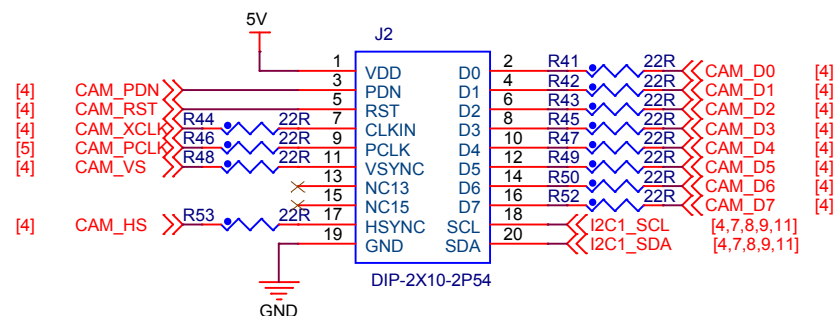 5V
J2
1 VDD D0 2 R41 22R CAM_D0 [4]
[4] CAM_PDN 3 PDN D1 4 R42 22R CAM_D1 [4]
[4] CAM_RST 5 RST D2 6 R43 22R CAM_D2 [4]
[4] CAM_XCLK R44 22R 7 CLKIN D3 8 R45 22R CAM_D3 [4]
[5] CAM_PCLK R46 22R 9 PCLK D4 10 R47 22R CAM_D4 [4]
[4] CAM_VS R48 22R 11 VSYNC D5 12 R49 22R CAM_D5 [4]
13 NC13 D6 14 R50 22R CAM_D6 [4]
15 NC15 D7 16 R52 22R CAM_D7 [4]
[4] CAM_HS R53 22R 17 HSYNC SCL 18 I2C1_SCL [4,7,8,9,11]
19 GND SDA 20 I2C1_SDA [4,7,8,9,11]
DIP-2X10-2P54
GND